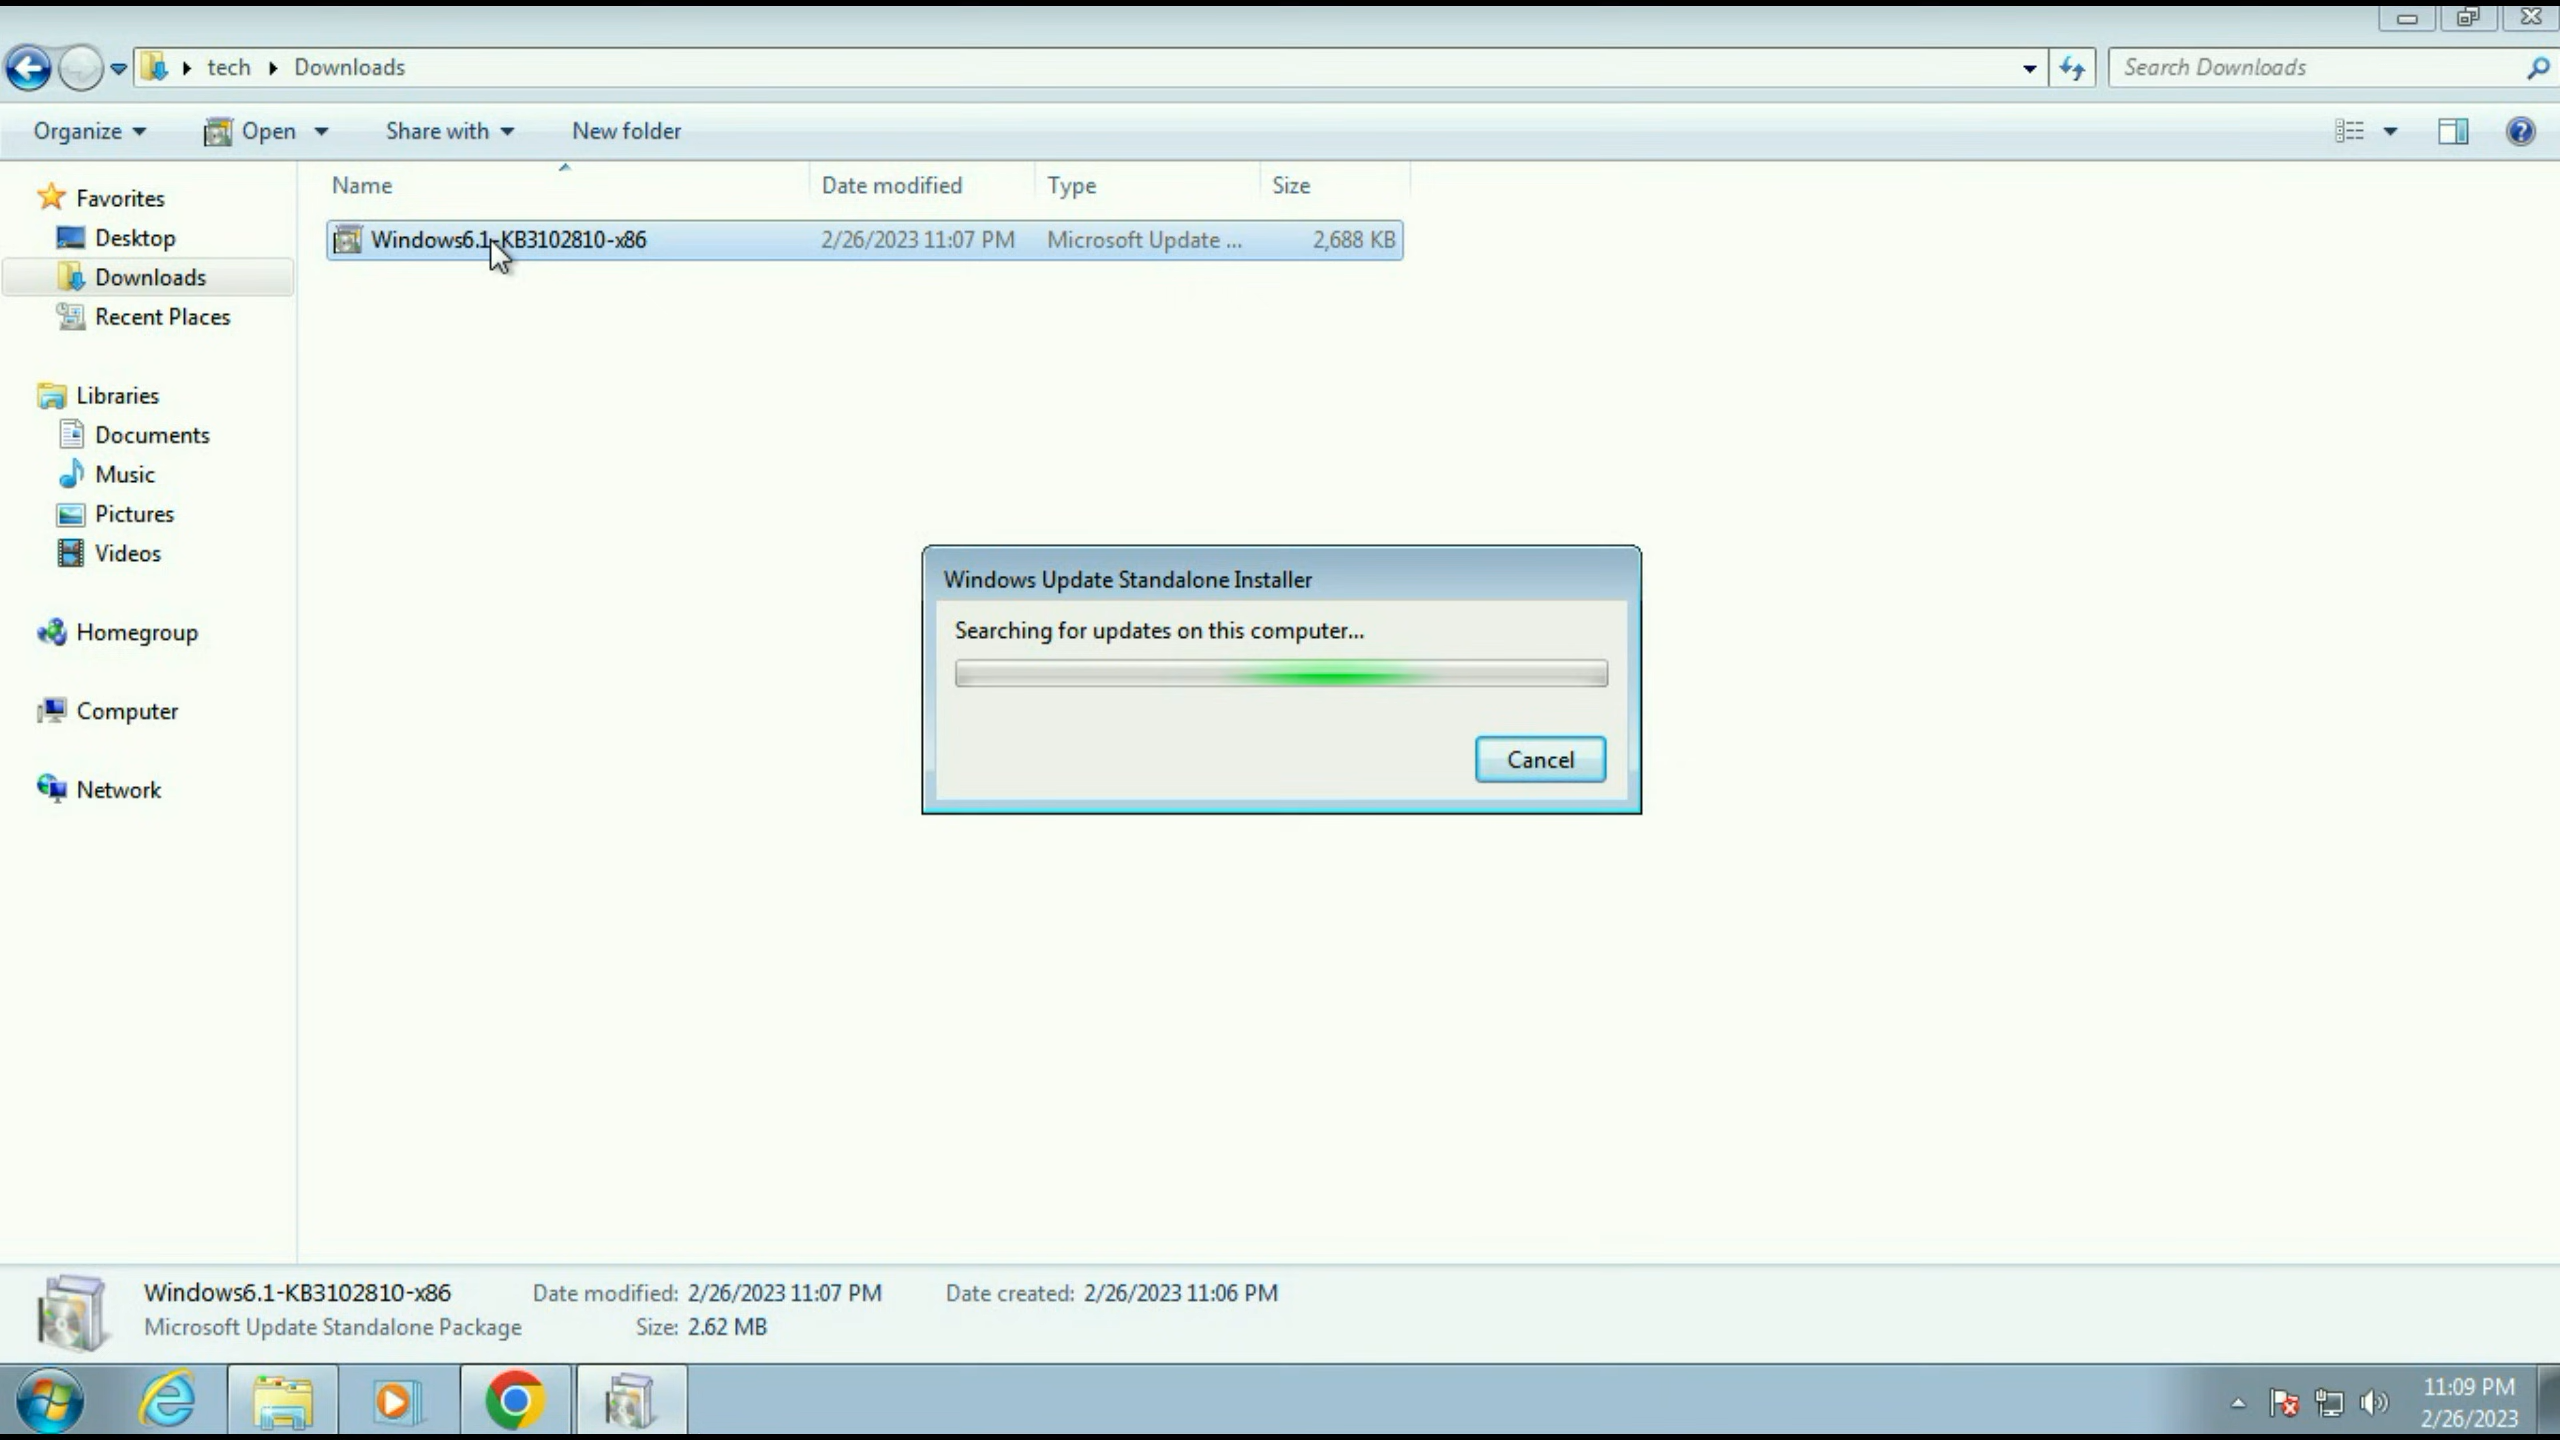 tech Downloads
Search Downloads
Organize Open Share with New folder
Name Date modified Type Size
Windows6.1-KB3102810-x86 2/26/2023 11:07 PM Microsoft Update ... 2,688 KB
Favorites
Desktop
Downloads
Recent Places
Libraries
Documents
Music
Pictures
Videos
Homegroup
Computer
Network
Windows Update Standalone Installer
Searching for updates on this computer...
Cancel
Windows6.1-KB3102810-x86 Date modified: 2/26/2023 11:07 PM Date created: 2/26/2023 11:06 PM
Microsoft Update Standalone Package Size: 2.62 MB
11:09 PM
2/26/2023